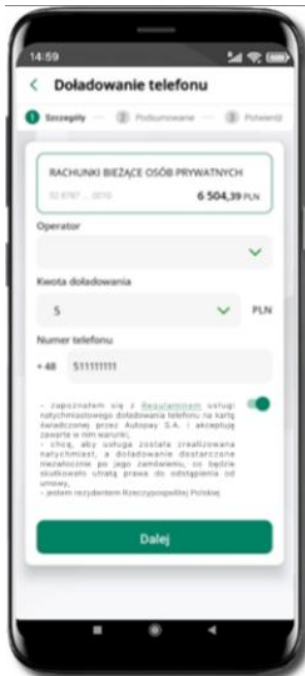 14:59
Doładowanie telefonu
1 Szczegóły 2 Podsumowanie 3 Potwierdź
RACHUNKI BIEŻĄCE OSÓB PRYWATNYCH
6 504,39 PLN
Operator
Kwota doładowania
5 PLN
Numer telefonu
+48 511111111
- zapoznałem się z Regulaminem usługi
natychmiastowego doładowania telefonu na kartę
świadczonej przez Autopay S.A. i akceptuję
zawarte w nim warunki,
- chcę, aby usługa została zrealizowana
natychmiast, a doładowanie dostarczone
niezwłocznie po jego zamówieniu, co będzie
skutkowało utratą prawa do odstąpienia od
umowy,
- jestem rezydentem Rzeczypospolitej Polskiej
Dalej